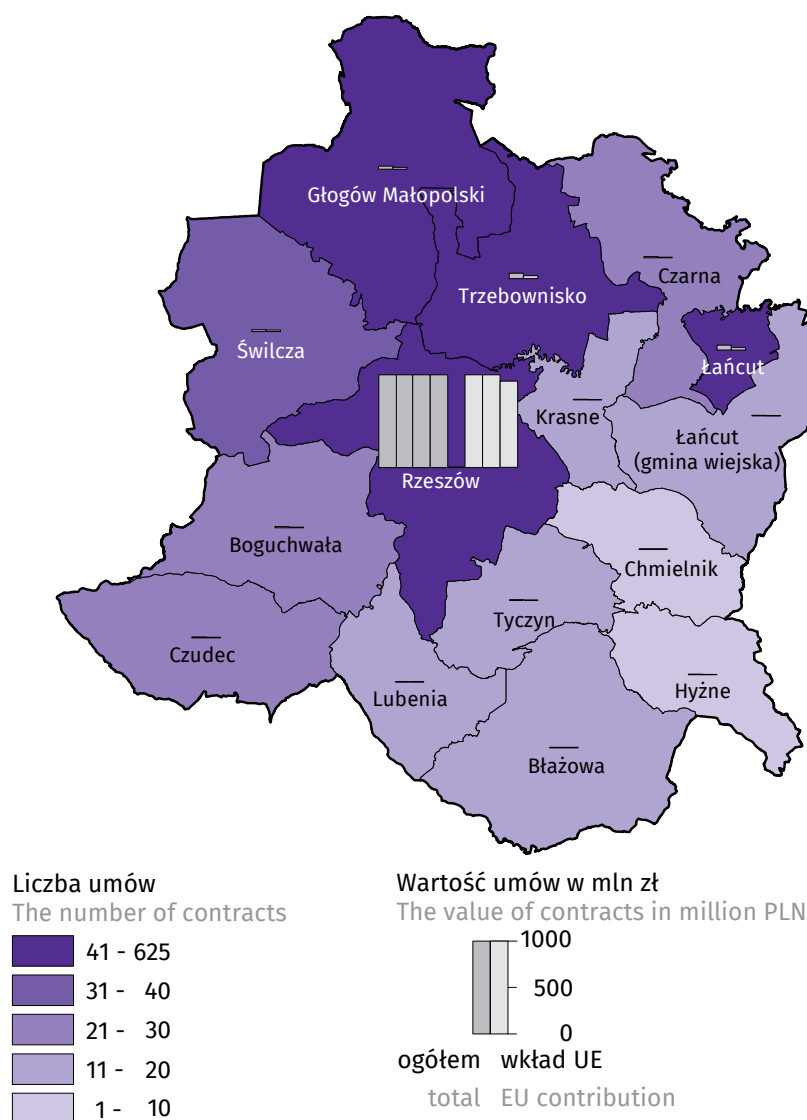 Głogów Małopolski
Czarna
Trzebownisko
Świlcza
Łańcut
Krasne
Łańcut
(gmina wiejska)
Rzeszów
Boguchwała
Chmielnik
Tyczyn
Czudec
Lubenia
Hyżne
Błażowa
Liczba umów
The number of contracts
41 - 625
31 - 40
21 - 30
11 - 20
1 - 10
Wartość umów w mln zł
The value of contracts in million PLN
1000
500
0
ogółem wkład UE
total EU contribution